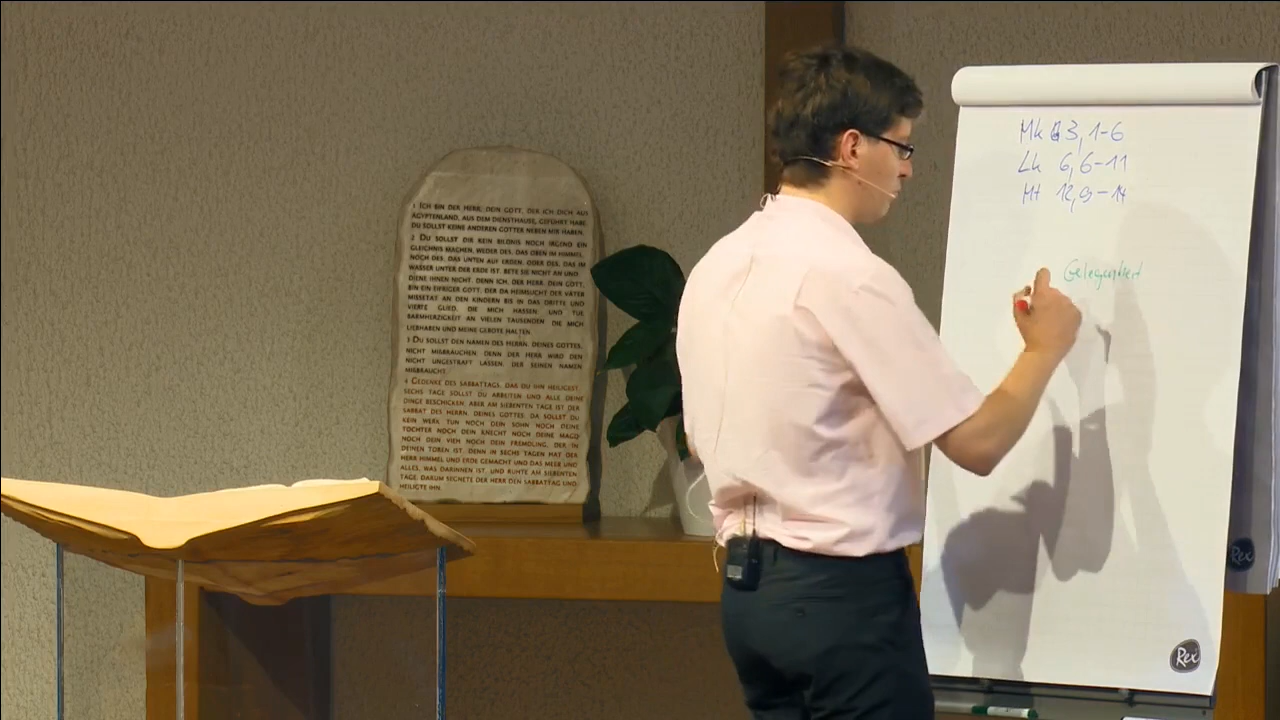 1 ICH BIN DER HERR, DEIN GOTT, DER ICH DICH AUS
ÄGYPTENLAND, AUS DEM DIENSTHAUSE, GEFÜHRT HABE.
DU SOLLST KEINE ANDEREN GÖTTER NEBEN MIR HABEN.
2 DU SOLLST DIR KEIN BILDNIS NOCH IRGEND EIN
GLEICHNIS MACHEN, WEDER DES, DAS OBEN IM HIMMEL,
NOCH DES, DAS UNTEN AUF ERDEN, ODER DES, DAS IM
WASSER UNTER DER ERDE IST. BETE SIE NICHT AN UND
DIENE IHNEN NICHT. DENN ICH, DER HERR, DEIN GOTT,
BIN EIN EIFRIGER GOTT, DER DA HEIMSUCHT DER VÄTER
MISSETAT AN DEN KINDERN BIS IN DAS DRITTE UND
VIERTE GLIED, DIE MICH HASSEN; UND TUE
BARMHERZIGKEIT AN VIELEN TAUSENDEN, DIE MICH
LIEBHABEN UND MEINE GEBOTE HALTEN.
3 DU SOLLST DEN NAMEN DES HERRN, DEINES GOTTES,
NICHT MISBRAUCHEN; DENN DER HERR WIRD DEN
NICHT UNGESTRAFT LASSEN, DER SEINEN NAMEN
MISBRAUCHT.
4 GEDENKE DES SABBATTAGS, DAS DU IHN HEILIGEST.
SECHS TAGE SOLLST DU ARBEITEN UND ALLE DEINE
DINGE BESCHICKEN; ABER AM SIEBENTEN TAGE IST DER
SABBAT DES HERRN, DEINES GOTTES; DA SOLLST DU
KEIN WERK TUN NOCH DEIN SOHN NOCH DEINE
TOCHTER NOCH DEIN KNECHT NOCH DEINE MAGD
NOCH DEIN VIEH NOCH DEIN FREMDLING, DER IN
DEINEN TOREN IST. DENN IN SECHS TAGEN HAT DER
HERR HIMMEL UND ERDE GEMACHT UND DAS MEER UND
ALLES, WAS DARINNEN IST, UND RUHTE AM SIEBENTEN
TAGE. DARUM SEGNETE DER HERR DEN SABBATTAG UND
HEILIGTE IHN.
Mk 3,1-6
Lk 6,6-11
Mt 12,9-14
Rex
Rex